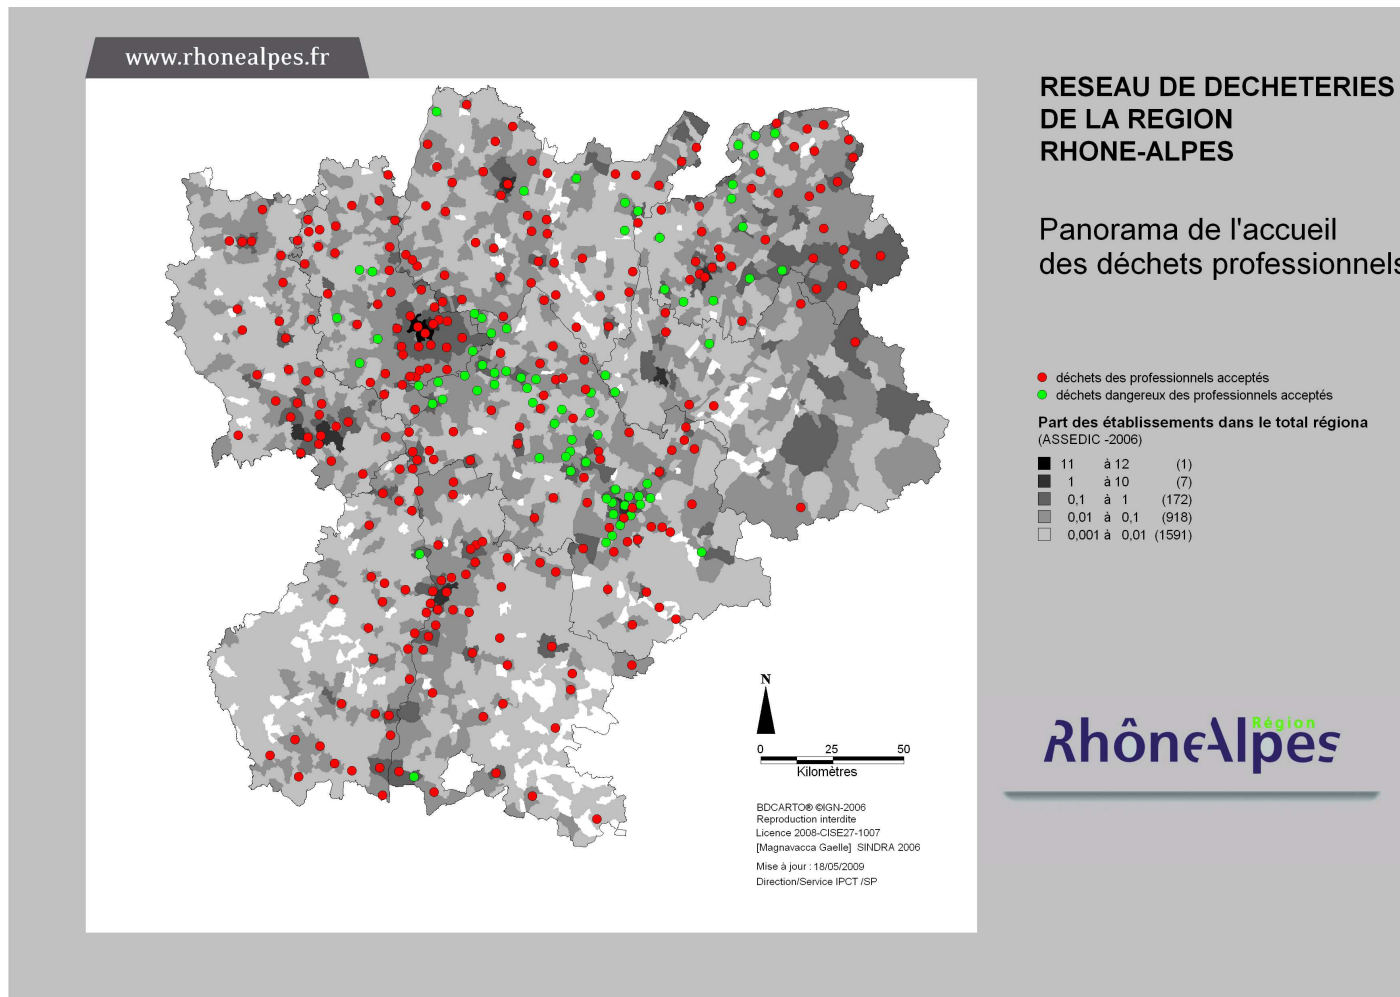 www.rhonealpes.fr
RESEAU DE DECHETERIES
DE LA REGION
RHONE-ALPES
Panorama de l'accueil
des déchets professionnels
déchets des professionnels acceptés
déchets dangereux des professionnels acceptés
Part des établissements dans le total régiona
(ASSEDIC -2006)
11 à 12 (1)
1 à 10 (7)
0,1 à 1 (172)
0,01 à 0,1 (918)
0,001 à 0,01 (1591)
N
0 25 50
Kilomètres
Région
RhôneAlpes
BDCARTO® ©IGN-2006
Reproduction interdite
Licence 2008-CISE27-1007
[Magnavacca Gaelle] SINDRA 2006
Mise à jour : 18/05/2009
Direction/Service IPCT /SP